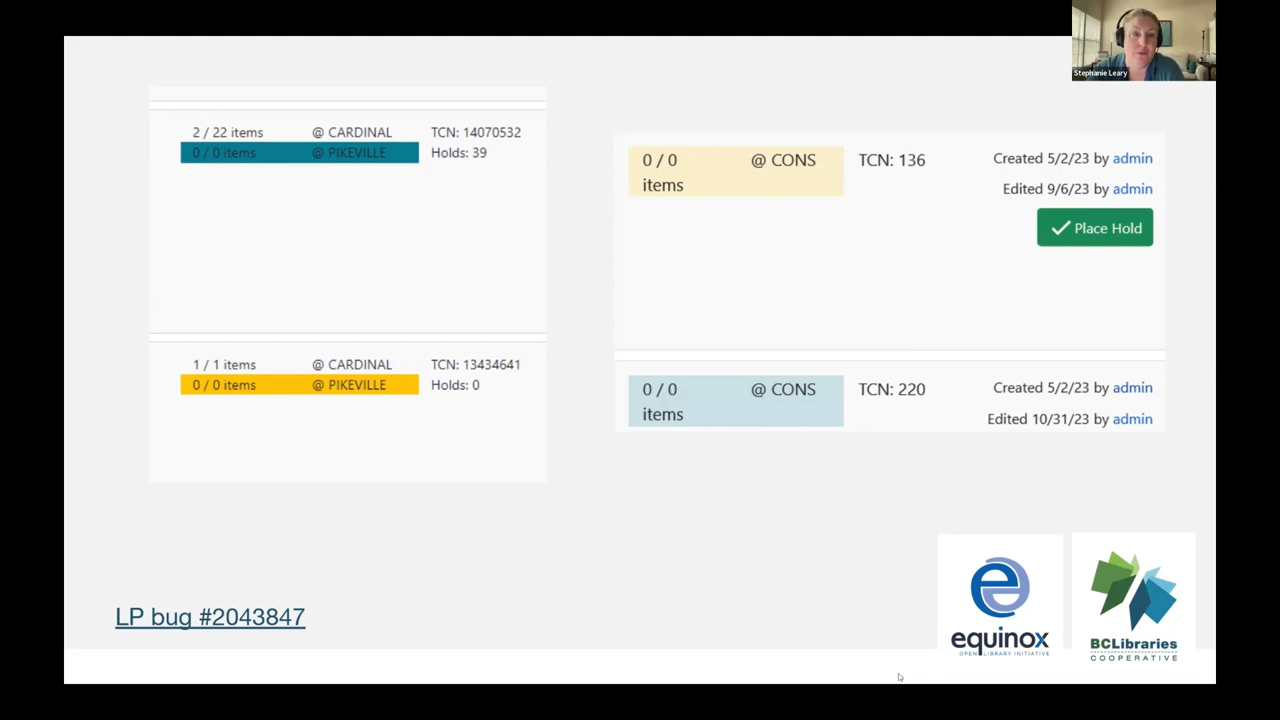 Stephanie Leary
2 / 22 items @ CARDINAL TCN: 14070532
0 / 0 items @ PIKEVILLE Holds: 39
1 / 1 items @ CARDINAL TCN: 13434641
0 / 0 items @ PIKEVILLE Holds: 0
0 / 0 items @ CONS TCN: 136 Created 5/2/23 by admin
Edited 9/6/23 by admin
Place Hold
0 / 0 items @ CONS TCN: 220 Created 5/2/23 by admin
Edited 10/31/23 by admin
LP bug #2043847
equinox
OPEN LIBRARY INITIATIVE
BCLibraries
COOPERATIVE